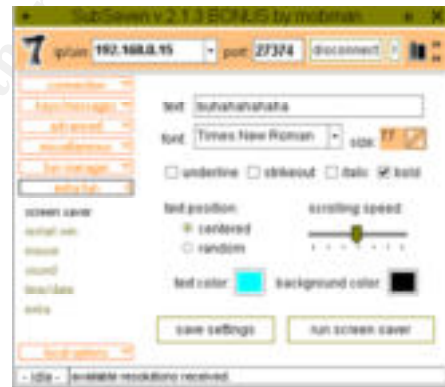 SubSeven v.2.1.3 BONUS by mobman
ip/uin: 192.168.0.15 port: 27374 disconnect
connection
keys/messages
advanced
miscellaneous
fun manager
extra fun
screen saver
restart win
mouse
sound
time/date
extra
local options
text buhahahahaha
font Times New Roman size
underline strikeout italic bold
text position:
centered
random
scrolling speed:
text color: background color:
save settings run screen saver
- idle - available resolutions received.